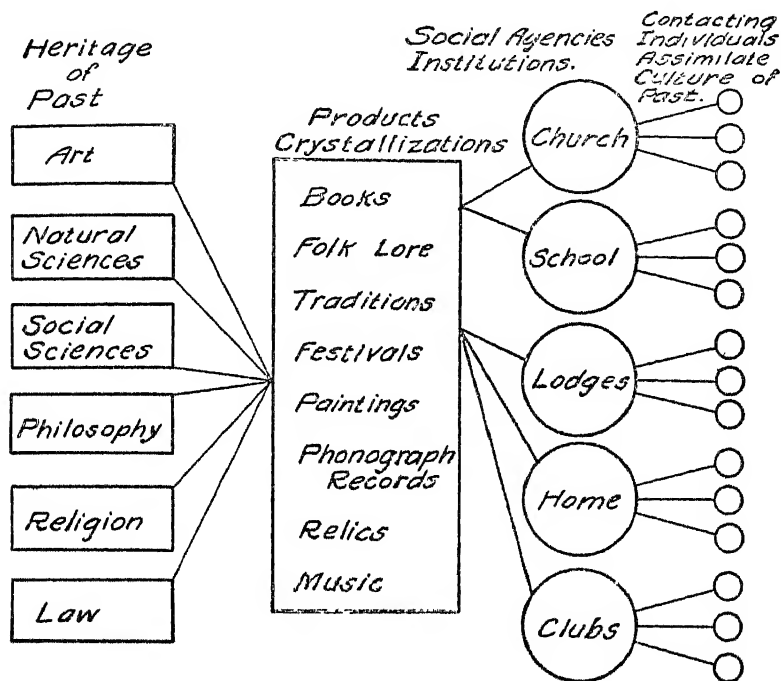 Heritage
of
Past
Art
Natural
Sciences
Social
Sciences
Philosophy
Religion
Law
Products
Crystallizations
Books
Folk Lore
Traditions
Festivals
Paintings
Phonograph
Records
Relics
Music
Social Agencies
Institutions.
Church
School
Lodges
Home
Clubs
Contacting
Individuals
Assimilate
Culture of
Past.